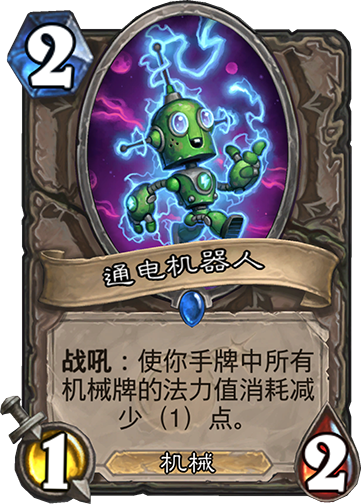 2
通电机器人
战吼：使你手牌中所有
机械牌的法力值消耗减
少（1）点。
机械
1
2